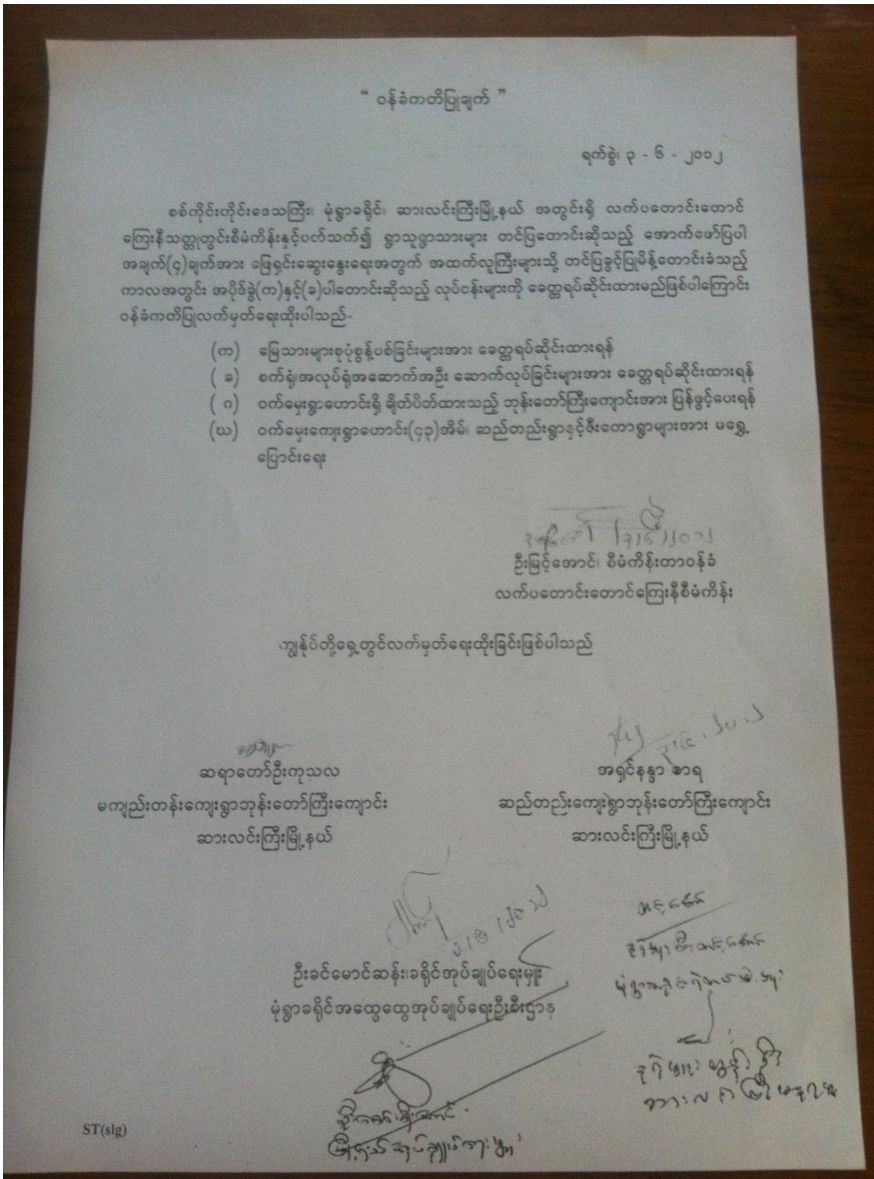 “ ဝန်ခံကတိပြုချက် ”
ရက်စွဲ၊ ၃ - ၆ - ၂၀၁၂
စစ်ကိုင်းတိုင်းဒေသကြီး၊ မုံရွာခရိုင်၊ ဆားလင်းကြီးမြို့နယ် အတွင်းရှိ လက်ပတောင်းတောင်
ကြေးနီသတ္တုတွင်းစီမံကိန်းနှင့်ပတ်သက်၍ ရွာသူရွာသားများ တင်ပြတောင်းဆိုသည့် အောက်ဖော်ပြပါ
အချက်(၄)ချက်အား ဖြေရှင်းဆွေးနွေးရေးအတွက် အထက်လူကြီးများသို့ တင်ပြခွင့်ပြုမိန့်တောင်းခံသည့်
ကာလအတွင်း အပိုဒ်ခွဲ(က)နှင့်(ခ)ပါတောင်းဆိုသည့် လုပ်ငန်းများကို ခေတ္တရပ်ဆိုင်းထားမည်ဖြစ်ပါကြောင်း
ဝန်ခံကတိပြုလက်မှတ်ရေးထိုးပါသည်-
(က) မြေသားများစုပုံစွန့်ပစ်ခြင်းများအား ခေတ္တရပ်ဆိုင်းထားရန်
( ခ ) စက်ရုံ၊အလုပ်ရုံအဆောက်အဦး ဆောက်လုပ်ခြင်းများအား ခေတ္တရပ်ဆိုင်းထားရန်
( ဂ ) ဝက်မှေးရွာဟောင်းရှိ ချိတ်ပိတ်ထားသည့် ဘုန်းတော်ကြီးကျောင်းအား ပြန်ဖွင့်ပေးရန်
(ဃ) ဝက်မှေးကျေးရွာဟောင်း(၄၃)အိမ်၊ ဆည်တည်းရွာနှင့်ဇီးတောရွာများအား မရွှေ့
ပြောင်းရေး
ဦးမြင့်အောင်၊ စီမံကိန်းတာဝန်ခံ
လက်ပတောင်းတောင်ကြေးနီစီမံကိန်း
ကျွန်ုပ်တို့ရှေ့တွင်လက်မှတ်ရေးထိုးခြင်းဖြစ်ပါသည်
၃.၆.၂၀၁၂
ဆရာတော်ဦးကုသလ
အရှင်နန္ဒာ စာရ
မကျည်းတန်းကျေးရွာဘုန်းတော်ကြီးကျောင်း
ဆည်တည်းကျေးရွာဘုန်းတော်ကြီးကျောင်း
ဆားလင်းကြီးမြို့နယ်
ဆားလင်းကြီးမြို့နယ်
ဦးခင်မောင်ဆန်း၊ခရိုင်အုပ်ချုပ်ရေးမှူး
မုံရွာခရိုင်အထွေထွေအုပ်ချုပ်ရေးဦးစီးဌာန
ST(slg)